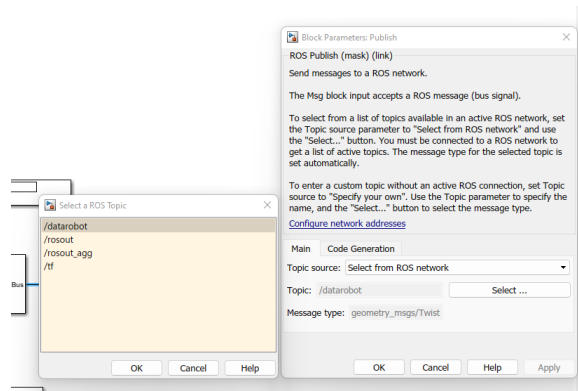 Block Parameters: Publish
ROS Publish (mask) (link)
Send messages to a ROS network.
The Msg block input accepts a ROS message (bus signal).
To select from a list of topics available in an active ROS network, set
the Topic source parameter to "Select from ROS network" and use
the "Select..." button. You must be connected to a ROS network to
get a list of active topics. The message type for the selected topic is
set automatically.
To enter a custom topic without an active ROS connection, set Topic
source to "Specify your own". Use the Topic parameter to specify the
name, and the "Select..." button to select the message type.
Configure network addresses
Main Code Generation
Topic source: Select from ROS network
Topic: /datarobot Select ...
Message type: geometry_msgs/Twist
OK Cancel Help Apply
Select a ROS Topic
/datarobot
/rosout
/rosout_agg
/tf
OK Cancel Help
Bus